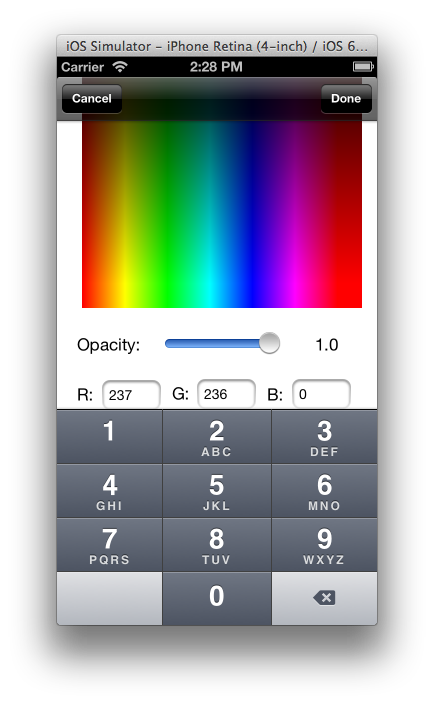 iOS Simulator – iPhone Retina (4-inch) / iOS 6...
Carrier 2:28 PM
Cancel Done
Opacity: 1.0
R: 237 G: 236 B: 0
1 2 3
ABC DEF
4 5 6
GHI JKL MNO
7 8 9
PQRS TUV WXYZ
0